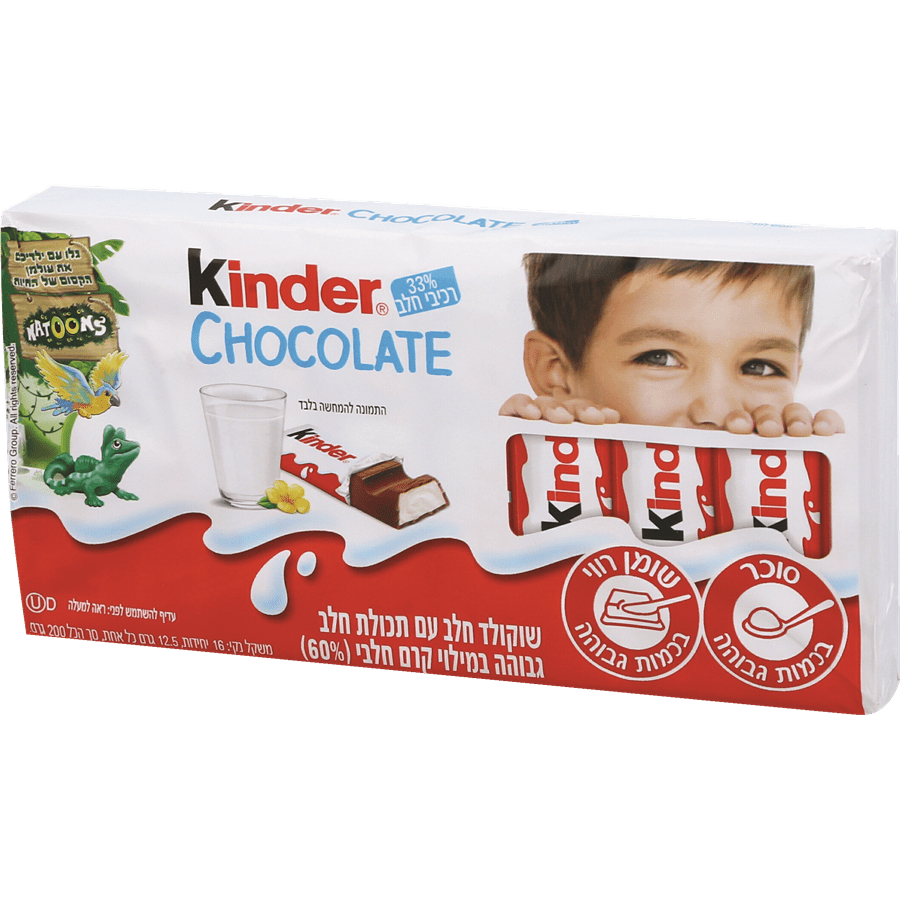 Kinder CHOCOLATE
גלו עם ילדיכם
את עולמן
הקסום של החיות
NATOONS
Kinder®
CHOCOLATE
33%
רכיבי חלב
התמונה להמחשה בלבד
Kinder
Kind
Kind
Kind
© Ferrero Group. All rights reserved.
שומן רווי
בכמות גבוהה
סוכר
בכמות גבוהה
שוקולד חלב עם תכולת חלב
גבוהה במילוי קרם חלבי (60%)
U D
עדיף להשתמש לפני: ראה למעלה
משקל נקי: 16 יחידות, 12.5 גרם כל אחת, סך הכל 200 גרם.